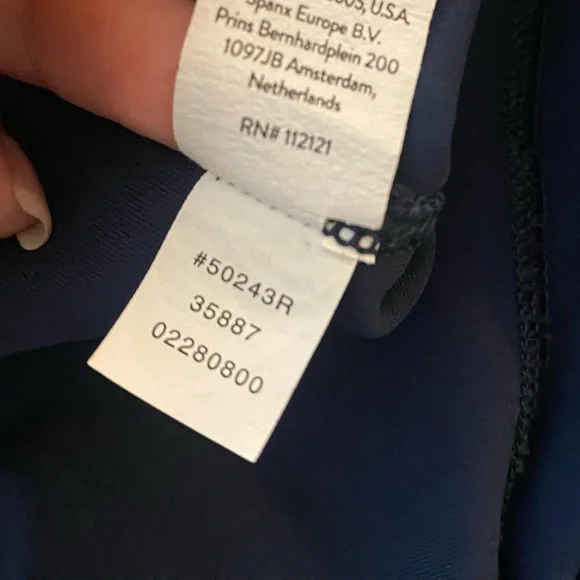 U.S.A.
Spanx Europe B.V.
Prins Bernhardplein 200
1097JB Amsterdam,
Netherlands
RN# 112121
#50243R
35887
02280800